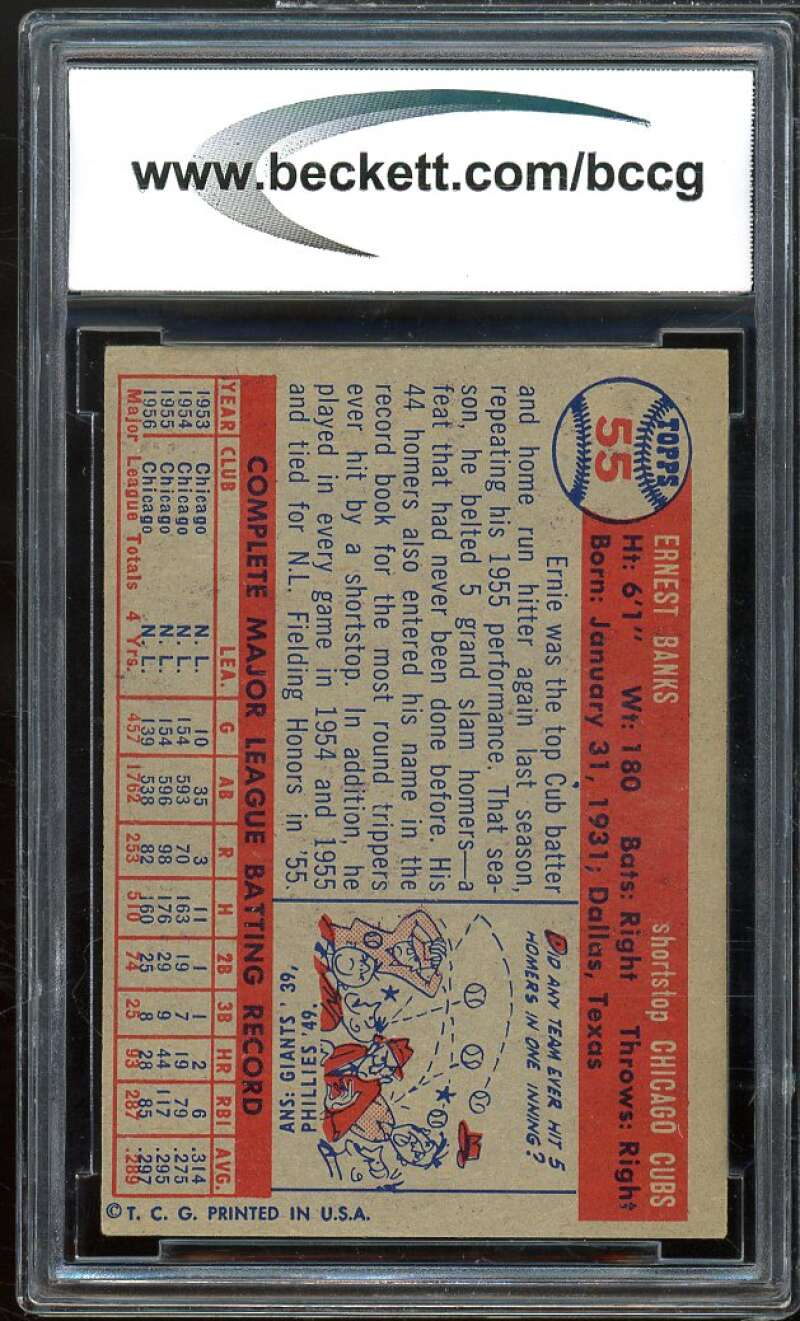 www.beckett.com/bccg
TOPPS
55
ERNEST BANKS shortstop CHICAGO CUBS
Ht: 6'1" Wt: 180 Bats: Right Throws: Right
Born: January 31, 1931; Dallas, Texas
Ernie was the top Cub batter
and home run hitter again last season,
repeating his 1955 performance. That sea-
son, he belted 5 grand slam homers—a
feat that had never been done before. His
44 homers also entered his name in the
record book for the most round trippers
ever hit by a shortstop. In addition, he
played in every game in 1954 and 1955
and tied for N.L. Fielding Honors in '55.
DID ANY TEAM EVER HIT 5
HOMERS IN ONE INNING?
ANS: GIANTS '39,
PHILLIES '49.
COMPLETE MAJOR LEAGUE BATTING RECORD
YEAR CLUB LEA. G AB R H 2B 3B HR RBI AVG.
1953 Chicago N. L. 10 35 3 11 1 1 2 6 .314
1954 Chicago N. L. 154 593 70 163 19 7 19 79 .275
1955 Chicago N. L. 154 596 98 176 29 9 44 117 .295
1956 Chicago N. L. 139 538 82 160 25 8 28 85 .297
Major League Totals 4 Yrs. 457 1762 253 510 74 25 93 287 .289
© T. C. G. PRINTED IN U.S.A.